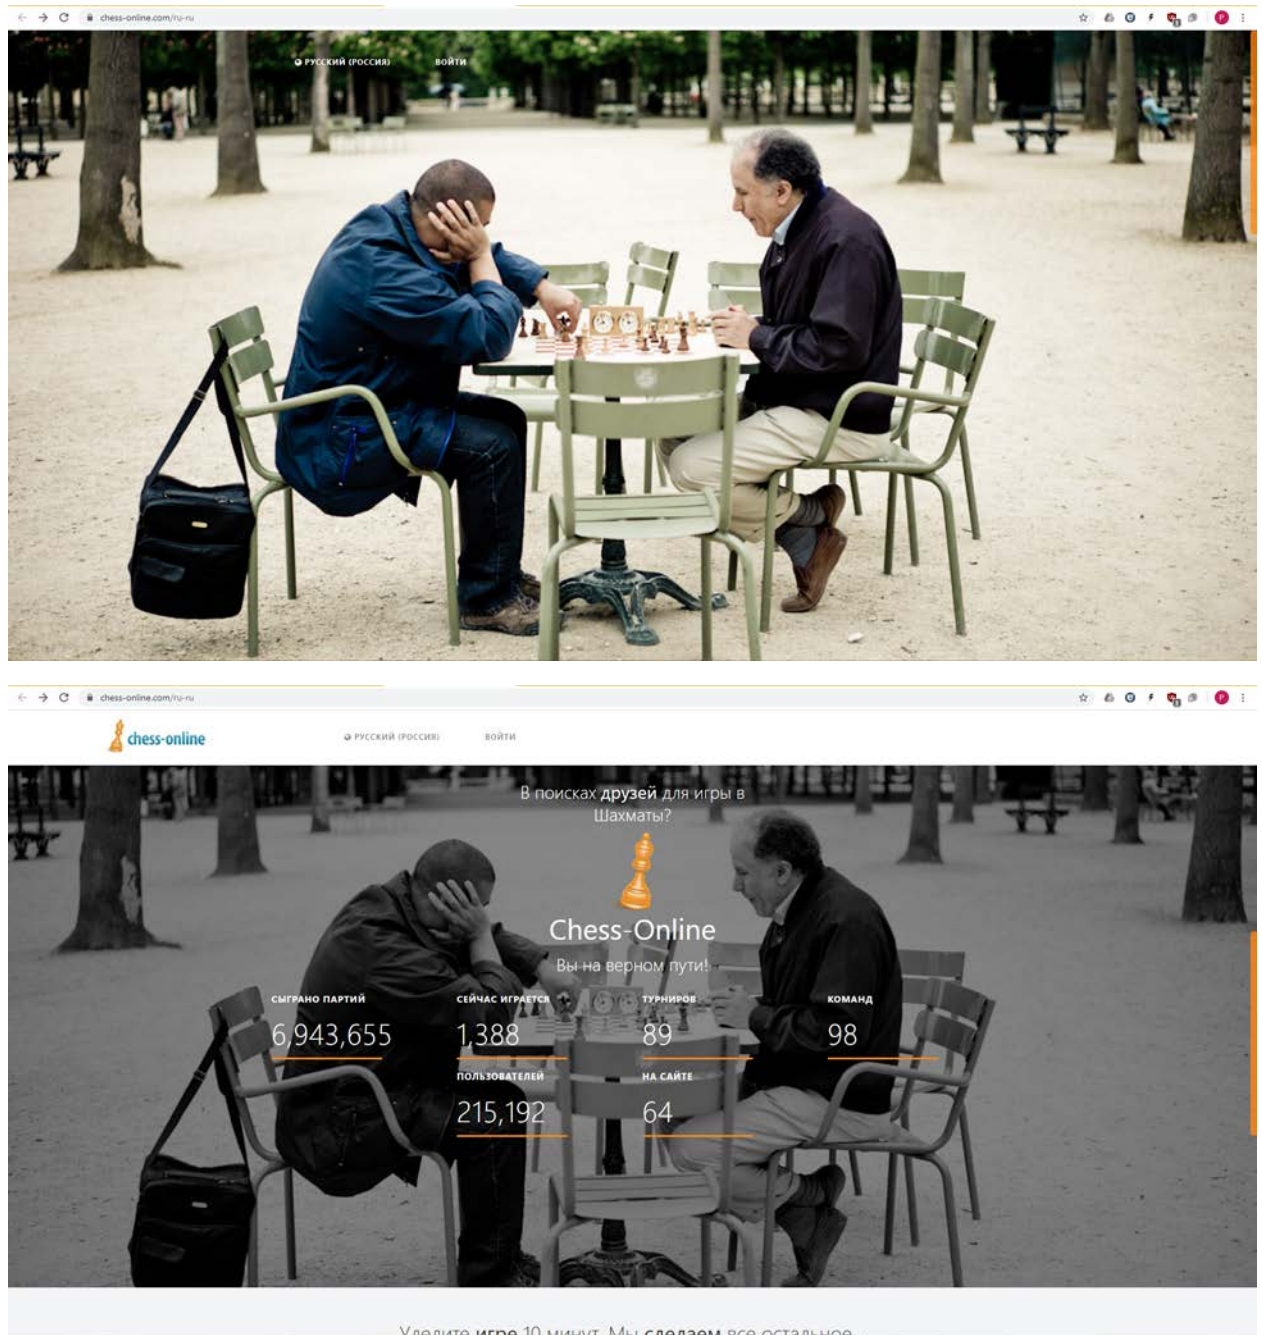 chess-online.com/ru-ru
РУССКИЙ (РОССИЯ) ВОЙТИ
chess-online.com/ru-ru
chess-online РУССКИЙ (РОССИЯ) ВОЙТИ
В поисках друзей для игры в
Шахматы?
Chess-Online
Вы на верном пути!
СЫГРАНО ПАРТИЙ СЕЙЧАС ИГРАЕТСЯ ТУРНИРОВ КОМАНД
6,943,655 1,388 89 98
ПОЛЬЗОВАТЕЛЕЙ НА САЙТЕ
215,192 64
Уделите игре 10 минут. Мы сделаем все остальное